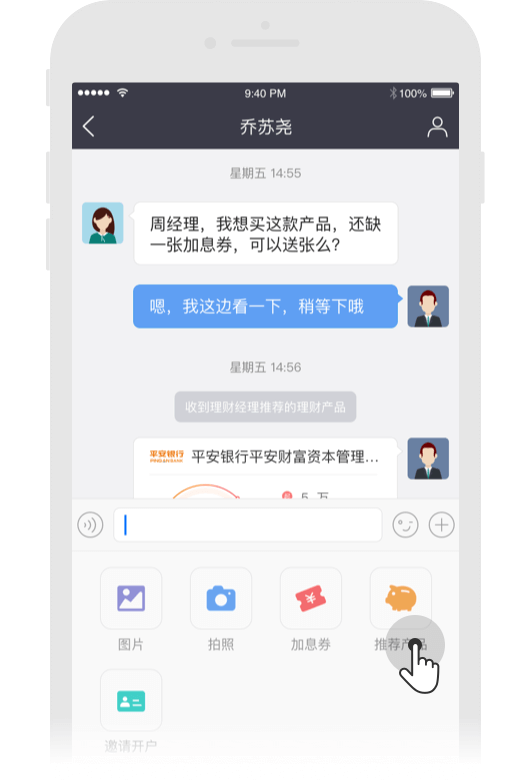 9:40 PM
100%
乔苏尧
星期五 14:55
周经理，我想买这款产品，还缺
一张加息券，可以送张么？
嗯，我这边看一下，稍等下哦
星期五 14:56
收到理财经理推荐的理财产品
平安银行 平安银行平安财富资本管理...
5 万
图片
拍照
加息券
推荐产品
邀请开户